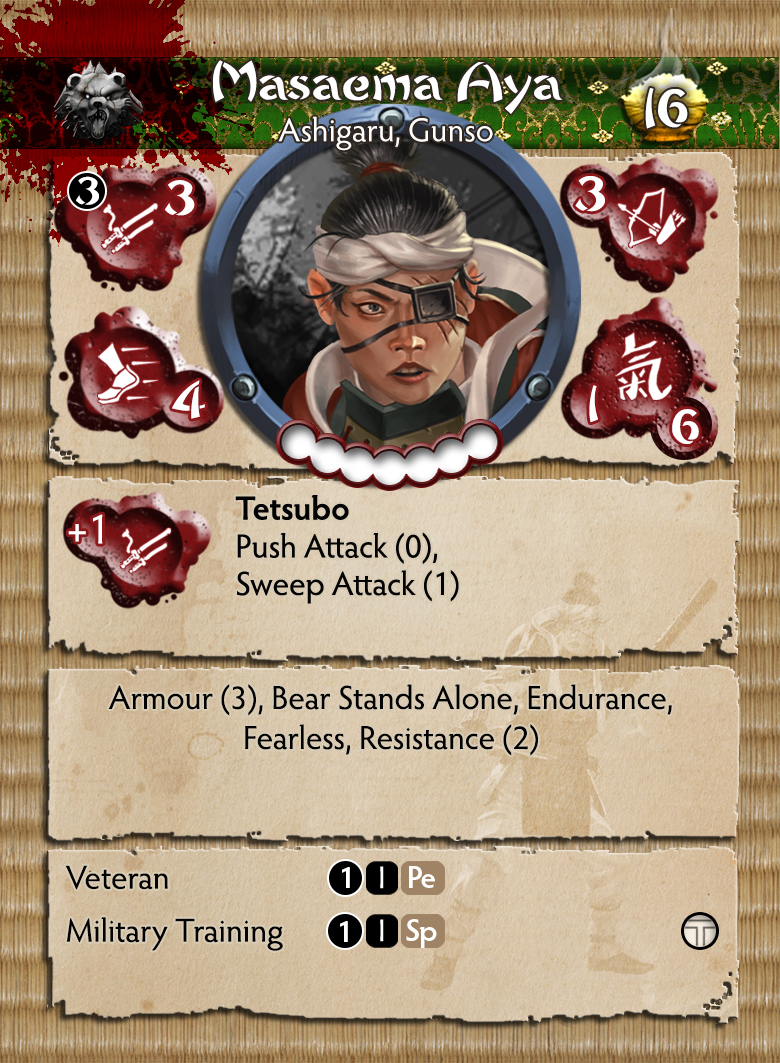 Masaema Aya
16
Ashigaru, Gunso
3 3
3
4
氣
1 6
+1
Tetsubo
Push Attack (0),
Sweep Attack (1)
Armour (3), Bear Stands Alone, Endurance,
Fearless, Resistance (2)
Veteran 1 I Pe
Military Training 1 I Sp T